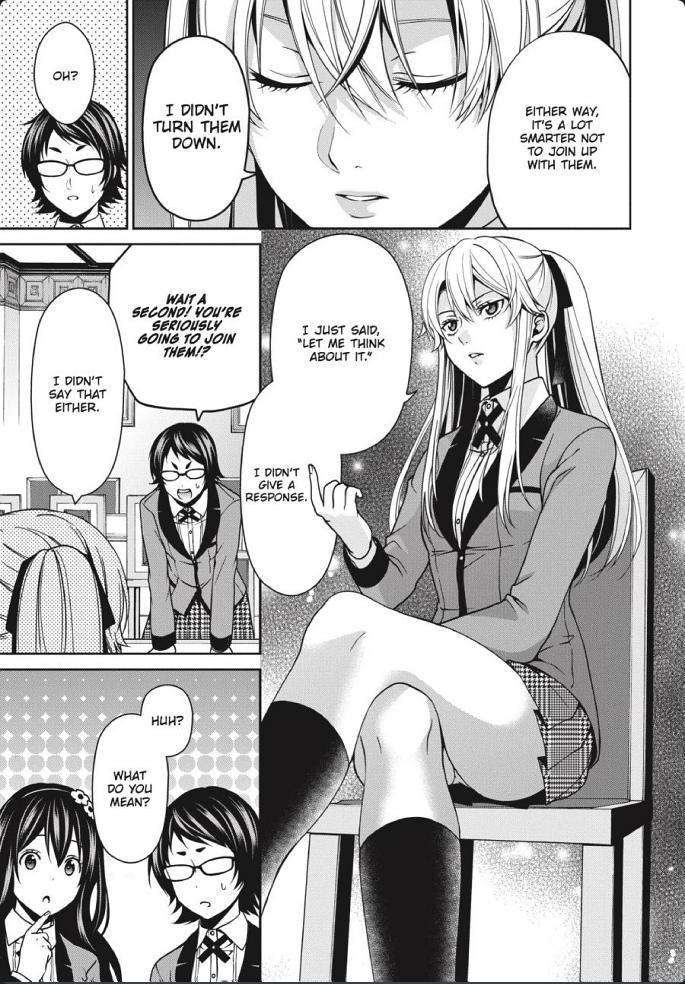 EITHER WAY,
IT'S A LOT
SMARTER NOT
TO JOIN UP
WITH THEM.
I DIDN'T
TURN THEM
DOWN.
OH?
I JUST SAID,
"LET ME THINK
ABOUT IT."
I DIDN'T
GIVE A
RESPONSE.
WAIT A
SECOND! YOU'RE
SERIOUSLY
GOING TO JOIN
THEM!?
I DIDN'T
SAY THAT
EITHER.
HUH?
WHAT
DO YOU
MEAN?